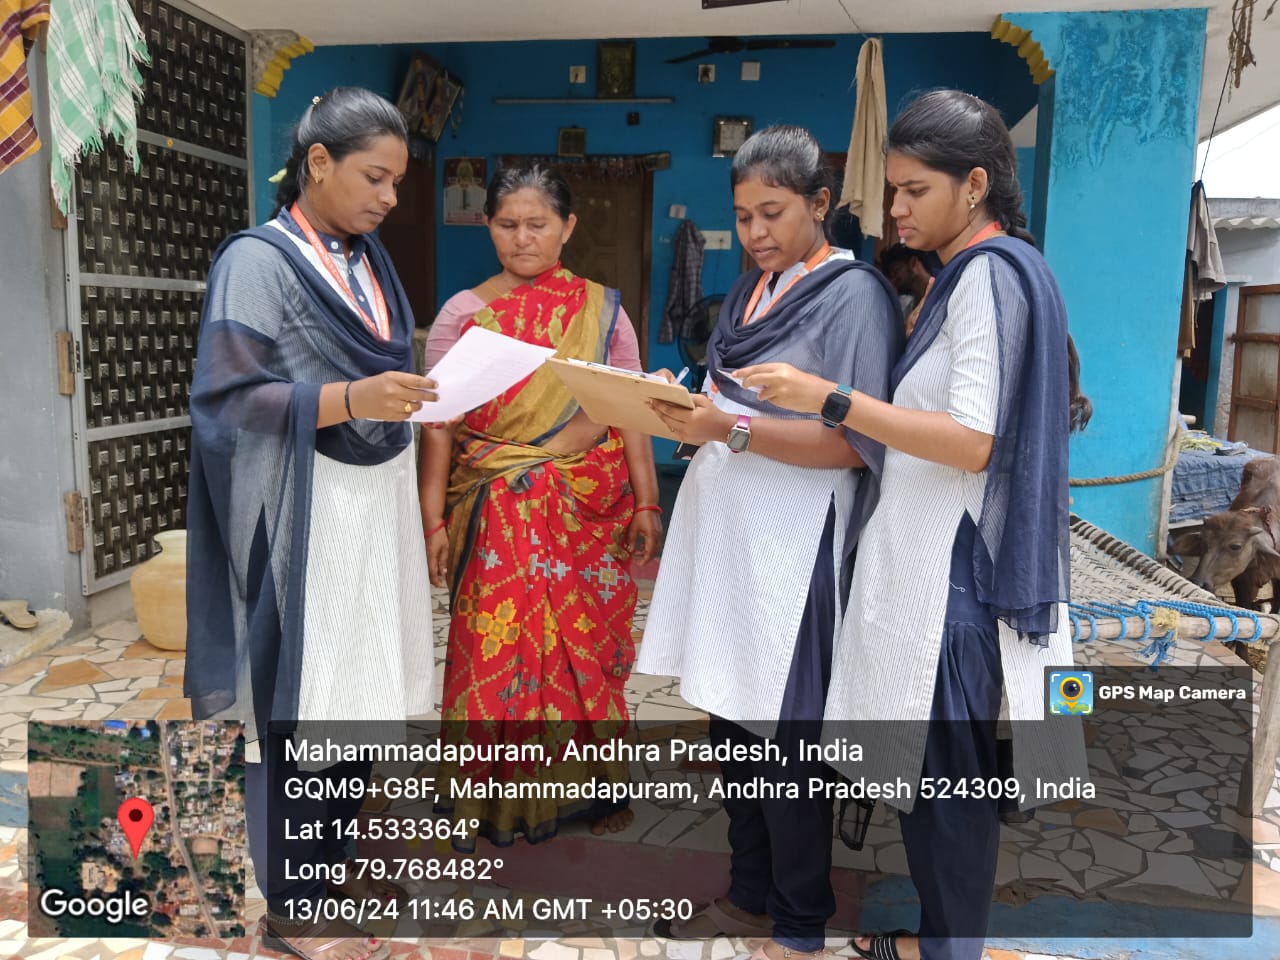 GPS Map Camera
Mahammadapuram, Andhra Pradesh, India
GQM9+G8F, Mahammadapuram, Andhra Pradesh 524309, India
Lat 14.533364°
Long 79.768482°
13/06/24 11:46 AM GMT +05:30
Google